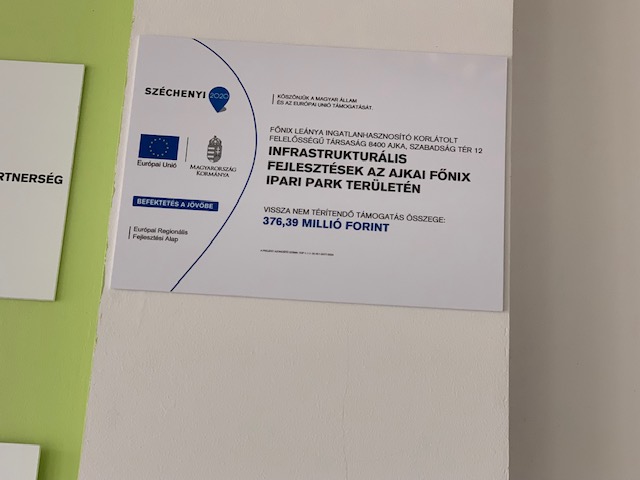 RTNERSÉG
SZÉCHENYI 2020
KÖSZÖNJÜK A MAGYAR ÁLLAM
ÉS AZ EURÓPAI UNIÓ TÁMOGATÁSÁT.
Európai Unió
MAGYARORSZÁG
KORMÁNYA
BEFEKTETÉS A JÖVŐBE
Európai Regionális
Fejlesztési Alap
FŐNIX LEÁNYA INGATLANHASZNOSÍTÓ KORLÁTOLT
FELELŐSSÉGŰ TÁRSASÁG 8400 AJKA, SZABADSÁG TÉR 12
INFRASTRUKTURÁLIS
FEJLESZTÉSEK AZ AJKAI FŐNIX
IPARI PARK TERÜLETÉN
VISSZA NEM TÉRÍTENDŐ TÁMOGATÁS ÖSSZEGE:
376,39 MILLIÓ FORINT